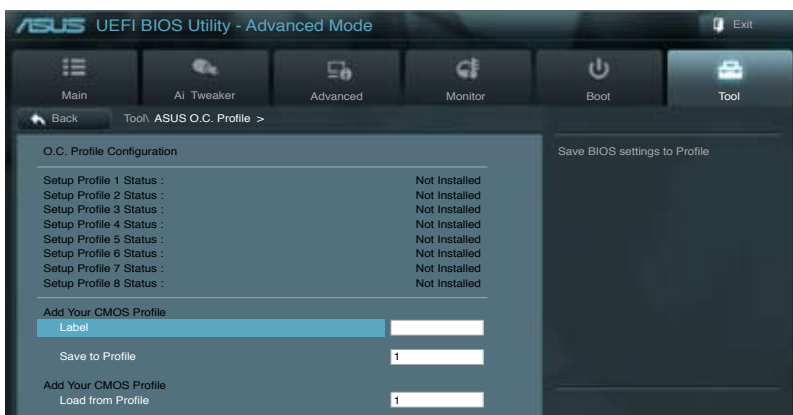 ASUS UEFI BIOS Utility - Advanced Mode
Exit
Main
Ai Tweaker
Advanced
Monitor
Boot
Tool
Back
Tool\ ASUS O.C. Profile >
O.C. Profile Configuration
Save BIOS settings to Profile
Setup Profile 1 Status : Not Installed
Setup Profile 2 Status : Not Installed
Setup Profile 3 Status : Not Installed
Setup Profile 4 Status : Not Installed
Setup Profile 5 Status : Not Installed
Setup Profile 6 Status : Not Installed
Setup Profile 7 Status : Not Installed
Setup Profile 8 Status : Not Installed
Add Your CMOS Profile
Label
Save to Profile 1
Add Your CMOS Profile
Load from Profile 1